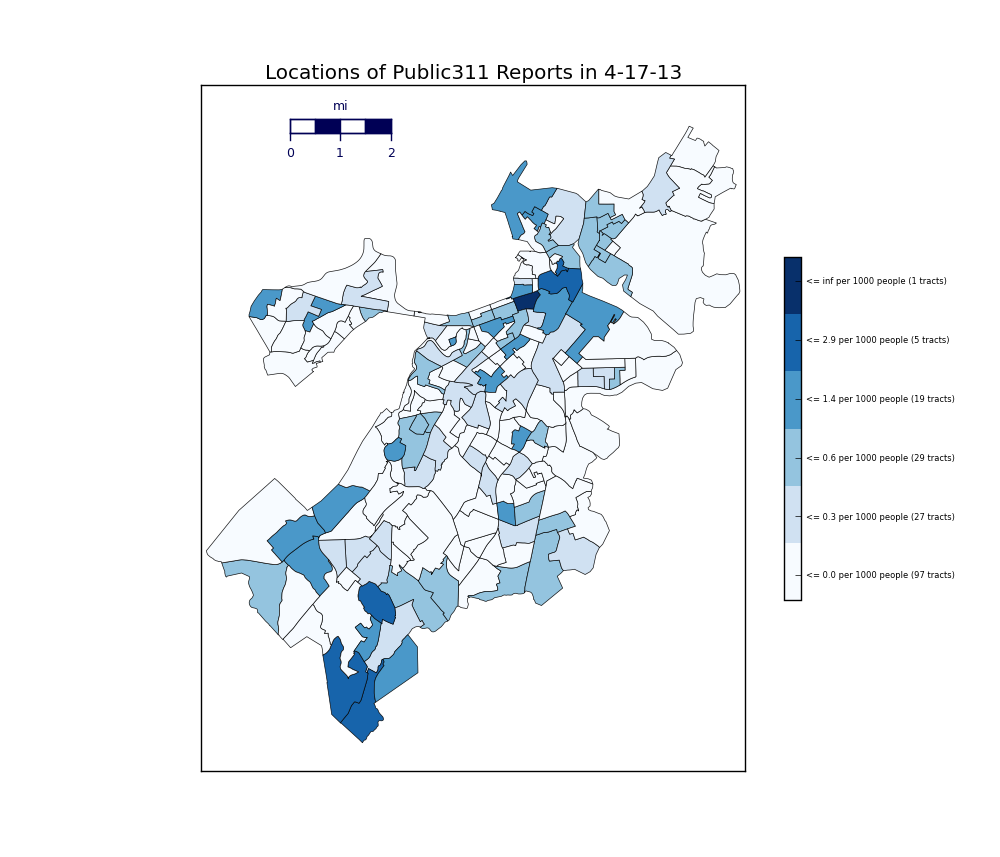 Locations of Public311 Reports in 4-17-13
mi
0 1 2
<= inf per 1000 people (1 tracts)
<= 2.9 per 1000 people (5 tracts)
<= 1.4 per 1000 people (19 tracts)
<= 0.6 per 1000 people (29 tracts)
<= 0.3 per 1000 people (27 tracts)
<= 0.0 per 1000 people (97 tracts)